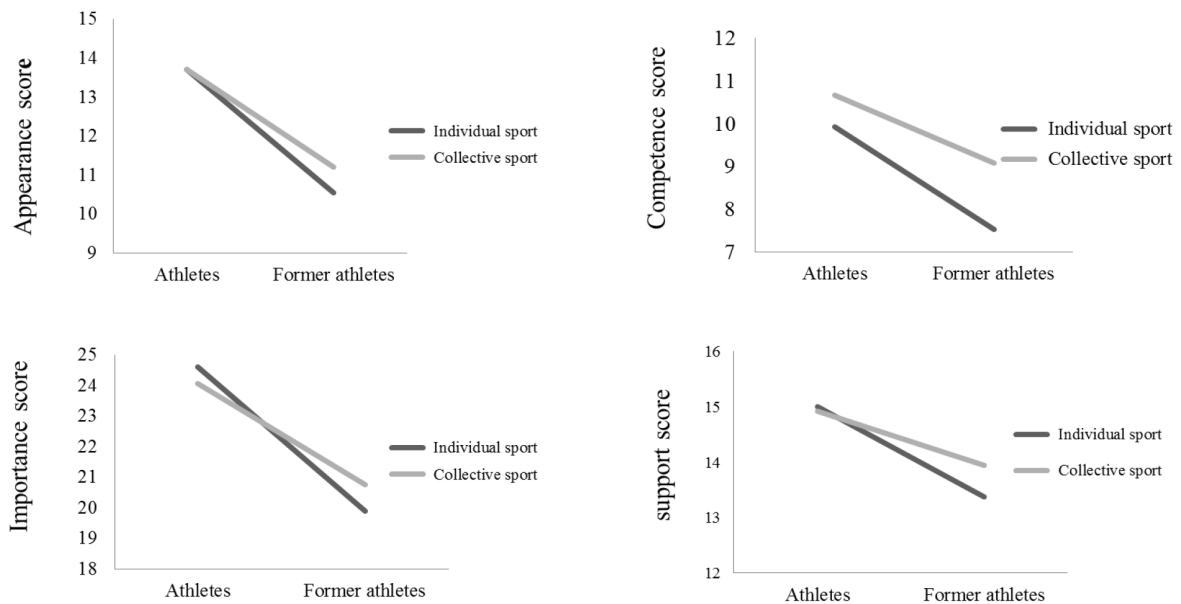 Appearance score
15
14
13
12
11
10
9
Athletes
Former athletes
Individual sport
Collective sport
Competence score
12
11
10
9
8
7
Athletes
Former athletes
Individual sport
Collective sport
Importance score
25
24
23
22
21
20
19
18
Athletes
Former athletes
Individual sport
Collective sport
support score
16
15
14
13
12
Athletes
Former athletes
Individual sport
Collective sport